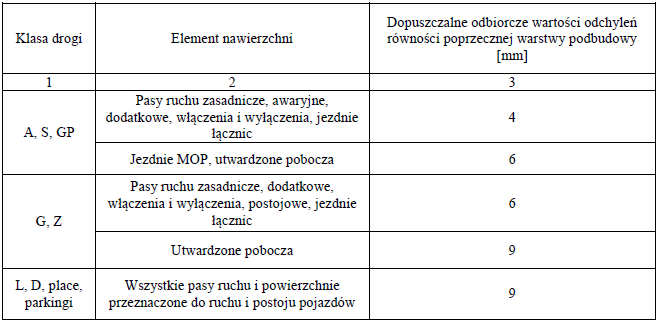 Klasa drogi
Element nawierzchni
Dopuszczalne odbiorcze wartości odchyleń
równości poprzecznej warstwy podbudowy
[mm]
1
2
3
A, S, GP
Pasy ruchu zasadnicze, awaryjne,
dodatkowe, włączenia i wyłączenia, jezdnie
łącznic
4
Jezdnie MOP, utwardzone pobocza
6
G, Z
Pasy ruchu zasadnicze, dodatkowe,
włączenia i wyłączenia, postojowe, jezdnie
łącznic
6
Utwardzone pobocza
9
L, D, place,
parkingi
Wszystkie pasy ruchu i powierzchnie
przeznaczone do ruchu i postoju pojazdów
9